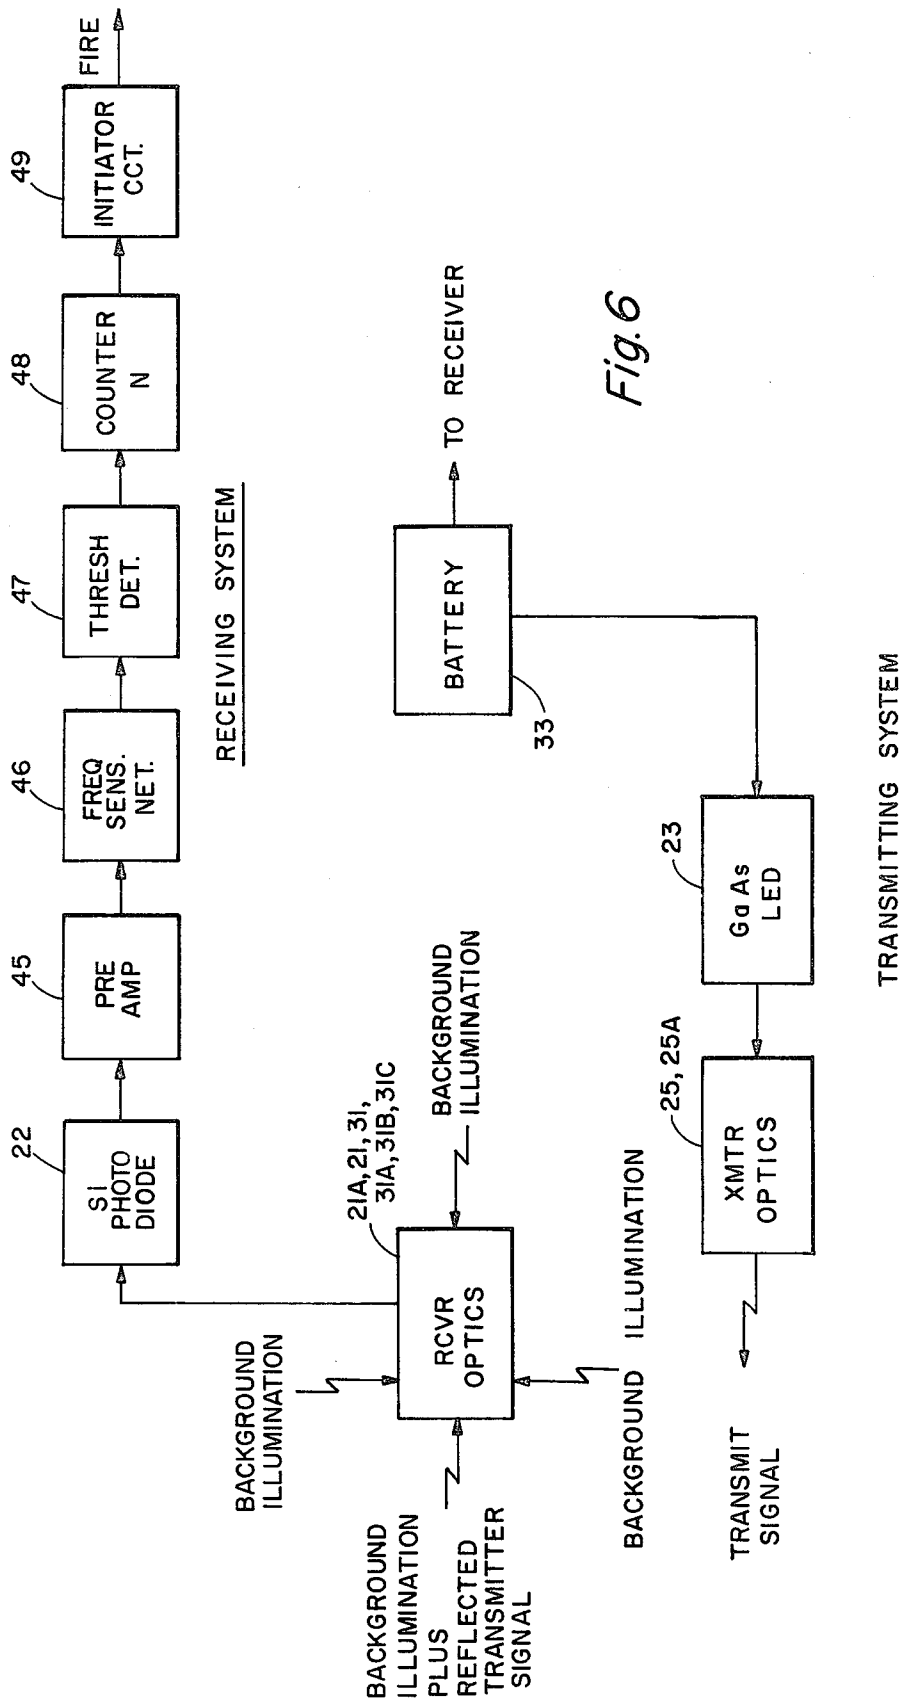 22
45
46
47
48
49
SI
PHOTO
DIODE
PRE
AMP
FREQ
SENS.
NET.
THRESH
DET.
COUNTER
N
INITIATOR
CCT.
FIRE
RECEIVING SYSTEM
BACKGROUND
ILLUMINATION
21A, 21, 31,
31A, 31B, 31C
RCVR
OPTICS
BACKGROUND
ILLUMINATION
BACKGROUND
ILLUMINATION
PLUS
REFLECTED
TRANSMITTER
SIGNAL
BACKGROUND ILLUMINATION
BATTERY
TO RECEIVER
33
Fig. 6
TRANSMIT
SIGNAL
25, 25A
XMTR
OPTICS
23
GaAs
LED
TRANSMITTING SYSTEM